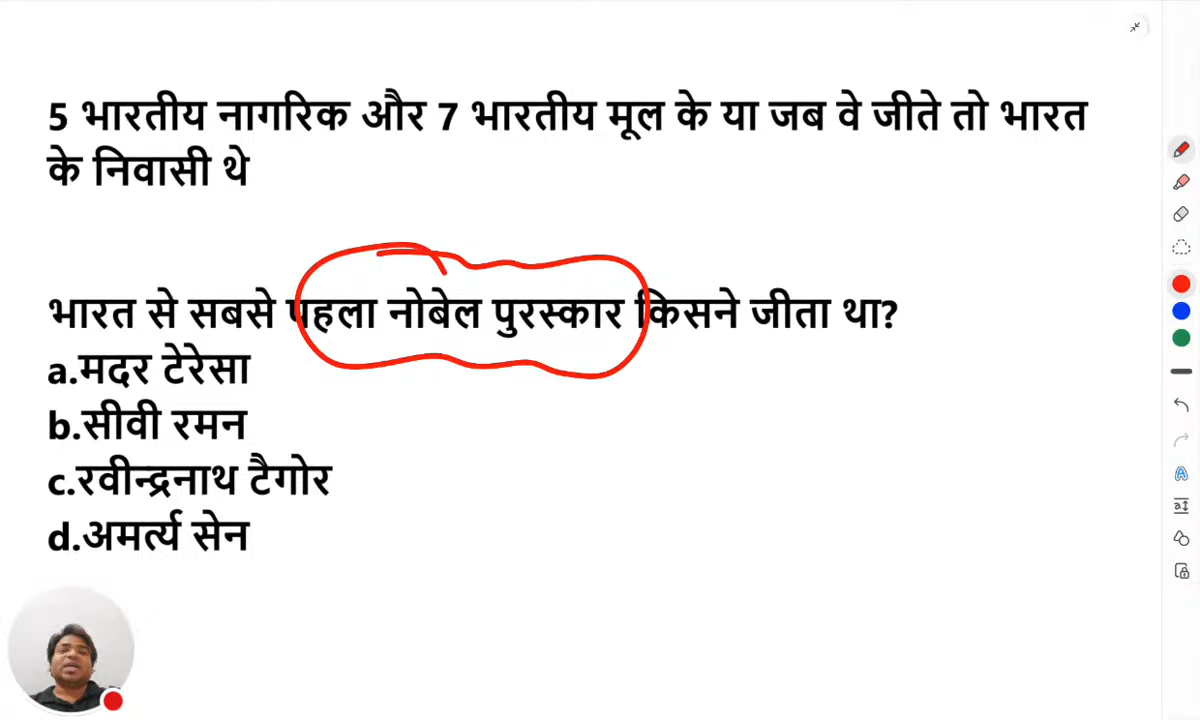 5 भारतीय नागरिक और 7 भारतीय मूल के या जब वे जीते तो भारत
के निवासी थे
भारत से सबसे पहला नोबेल पुरस्कार किसने जीता था?
a.मदर टेरेसा
b.सीवी रमन
c.रवीन्द्रनाथ टैगोर
d.अमर्त्य सेन